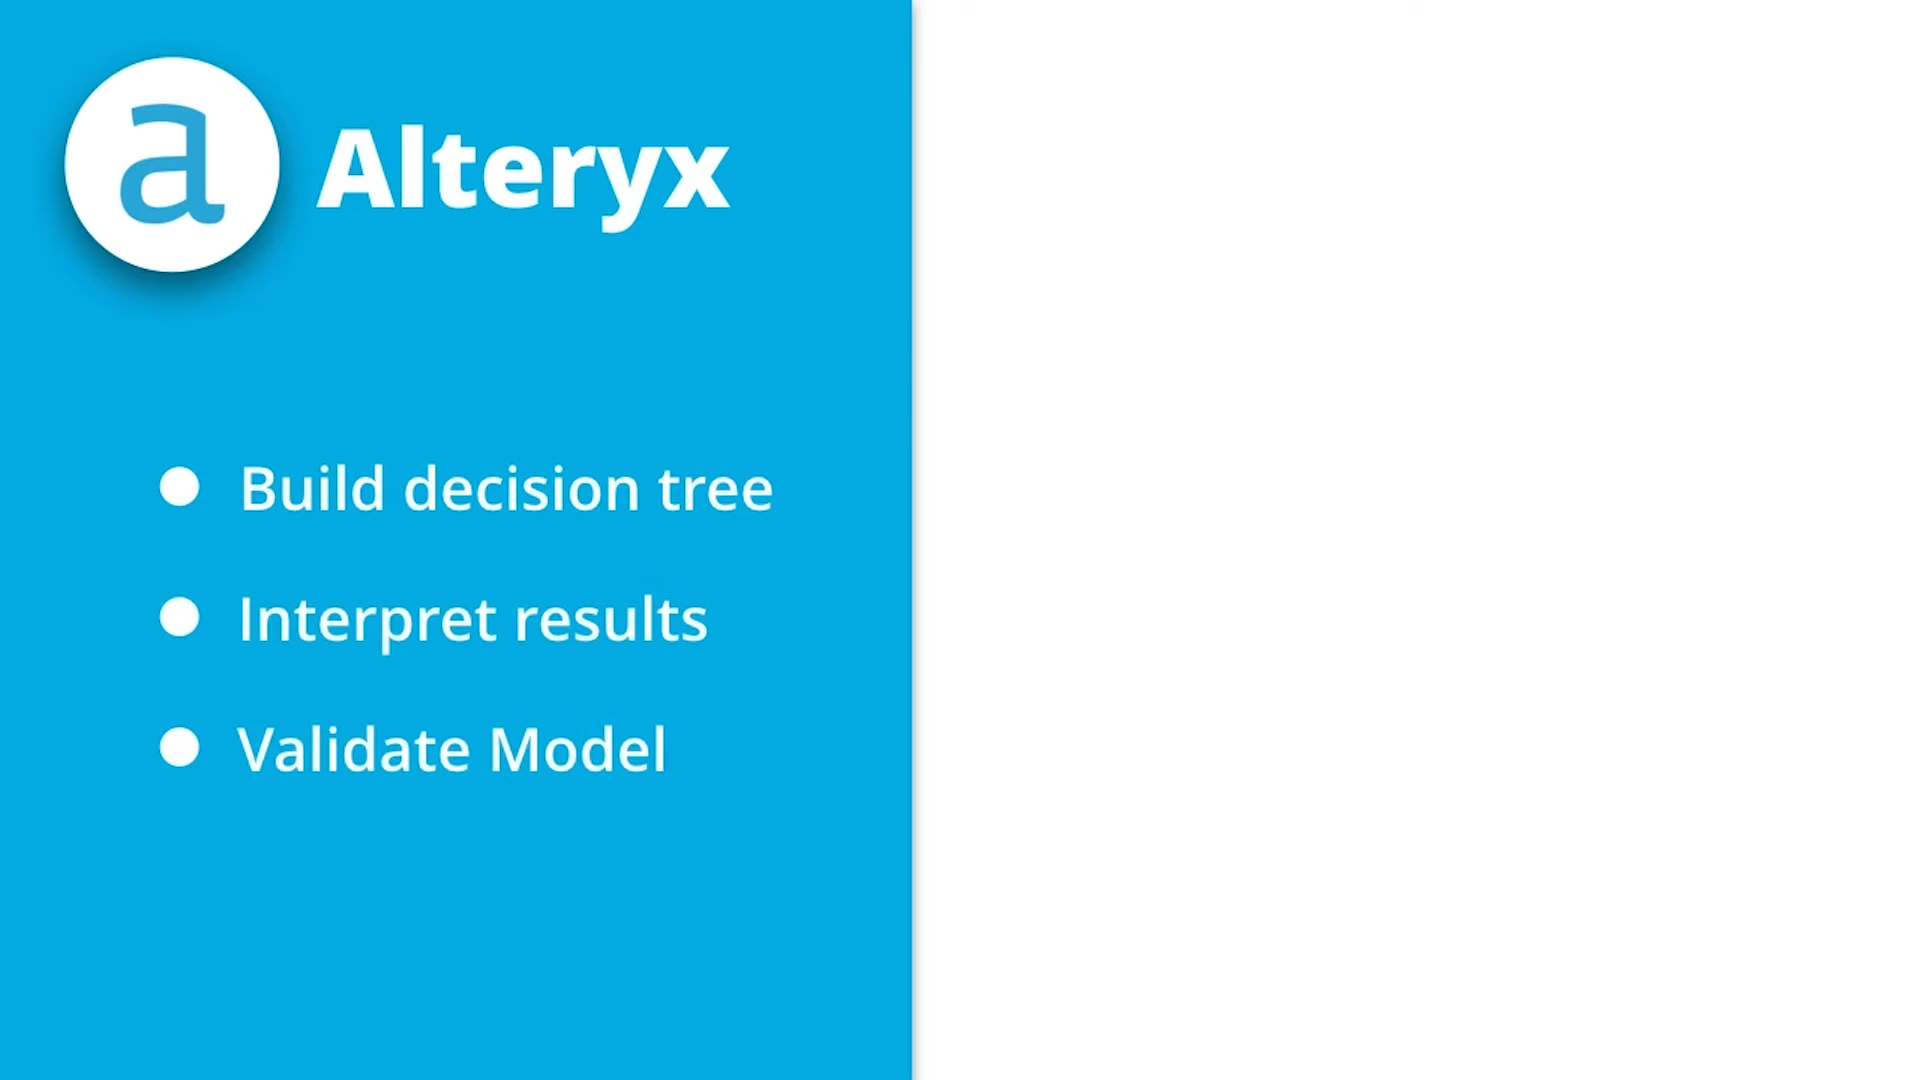 a Alteryx
Build decision tree
Interpret results
Validate Model